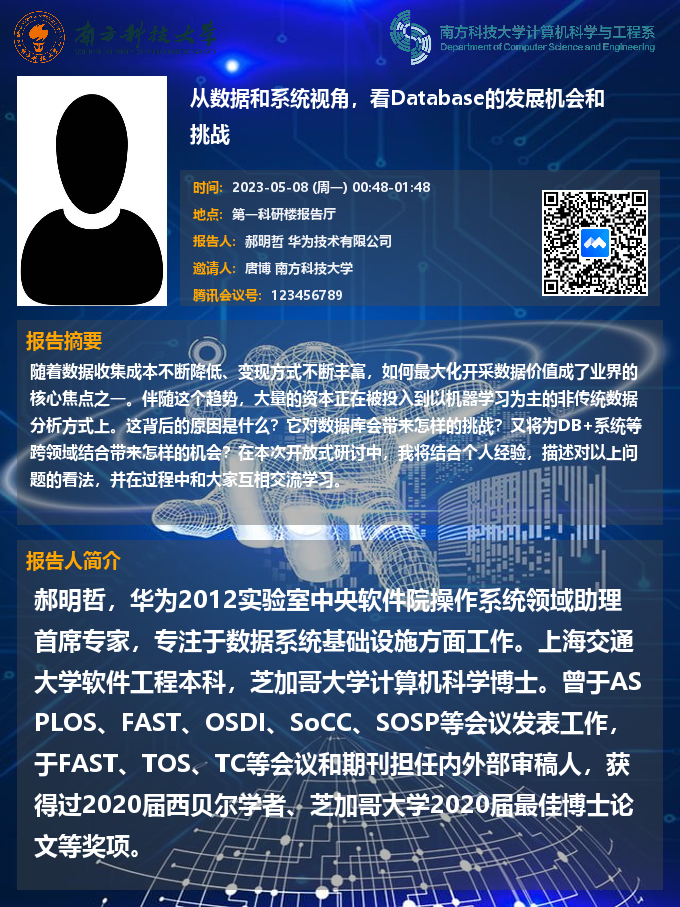 南方科技大学
南方科技大学计算机科学与工程系
Department of Computer Science and Engineering
从数据和系统视角，看Database的发展机会和
挑战
时间：2023-05-08 (周一) 00:48-01:48
地点：第一科研楼报告厅
报告人：郝明哲 华为技术有限公司
邀请人：唐博 南方科技大学
腾讯会议号：123456789
报告摘要
随着数据收集成本不断降低、变现方式不断丰富，如何最大化开采数据价值成了业界的
核心焦点之一。伴随这个趋势，大量的资本正在被投入到以机器学习为主的非传统数据
分析方式上。这背后的原因是什么？它对数据库会带来怎样的挑战？又将为DB+系统等
跨领域结合带来怎样的机会？在本次开放式研讨中，我将结合个人经验，描述对以上问
题的看法，并在过程中和大家互相交流学习。
报告人简介
郝明哲，华为2012实验室中央软件院操作系统领域助理
首席专家，专注于数据系统基础设施方面工作。上海交通
大学软件工程本科，芝加哥大学计算机科学博士。曾于AS
PLOS、FAST、OSDI、SoCC、SOSP等会议发表工作，
于FAST、TOS、TC等会议和期刊担任内外部审稿人，获
得过2020届西贝尔学者、芝加哥大学2020届最佳博士论
文等奖项。